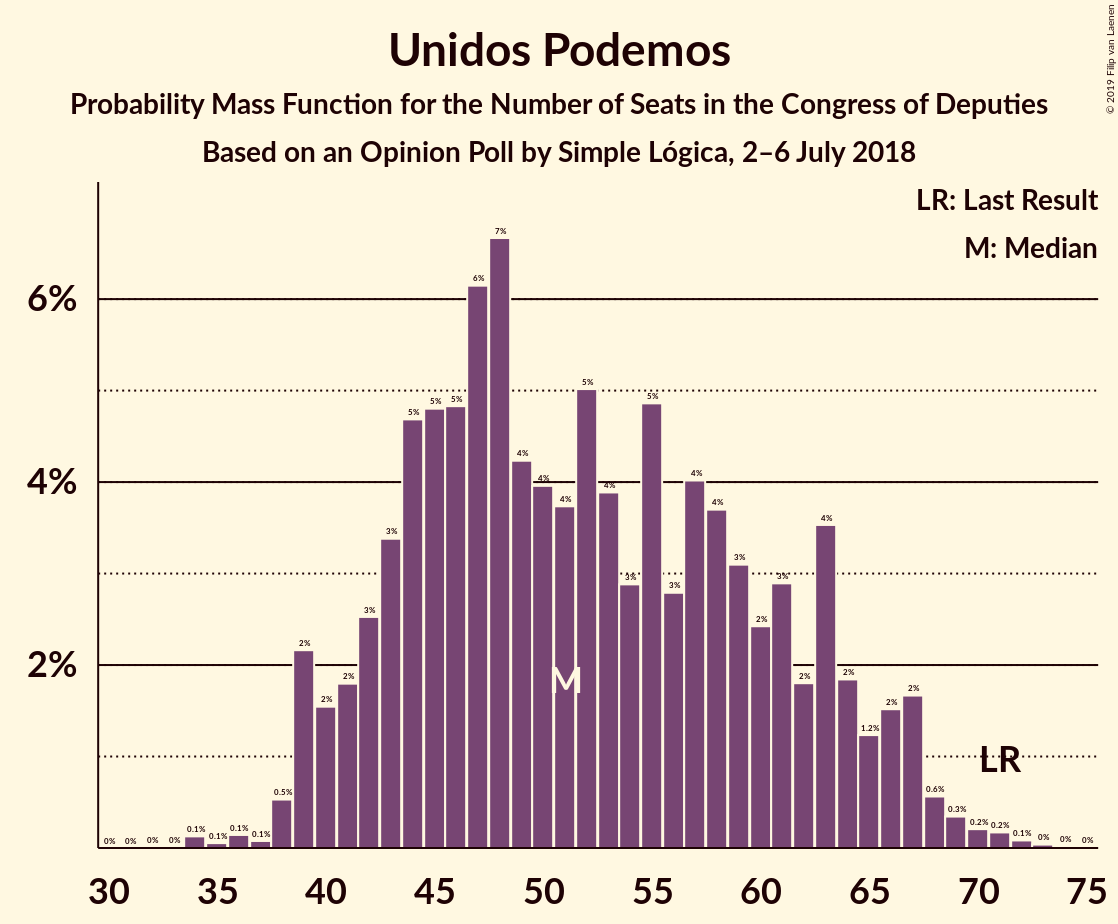 Unidos Podemos
Probability Mass Function for the Number of Seats in the Congress of Deputies
Based on an Opinion Poll by Simple Lógica, 2–6 July 2018
© 2019 Filip van Laenen
LR: Last Result
M: Median
6%
4%
2%
0% 0% 0% 0% 0.1% 0.1% 0.1% 0.1% 0.5% 2% 2% 2% 3% 3% 5% 5% 5% 6% 7% 4% 4% 4% 5% 4% 3% 5% 3% 4% 4% 3% 2% 3% 2% 4% 2% 1.2% 2% 2% 0.6% 0.3% 0.2% 0.2% 0.1% 0% 0% 0%
M
LR
30 35 40 45 50 55 60 65 70 75